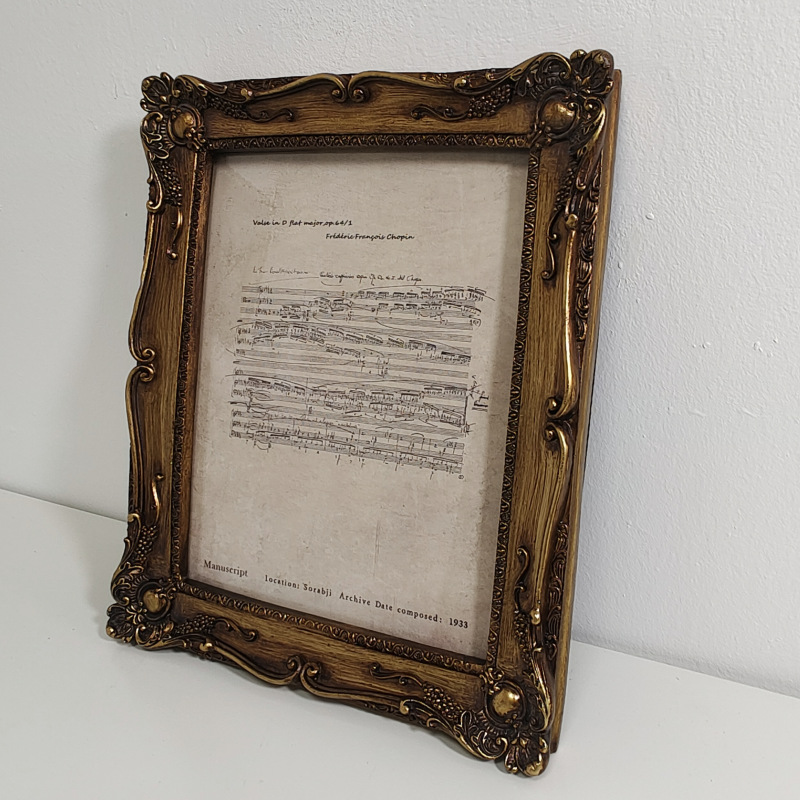 Valse in D flat major,op.64/1
Frédéric François Chopin
Manuscript
Location: Sorabji Archive Date composed: 1933